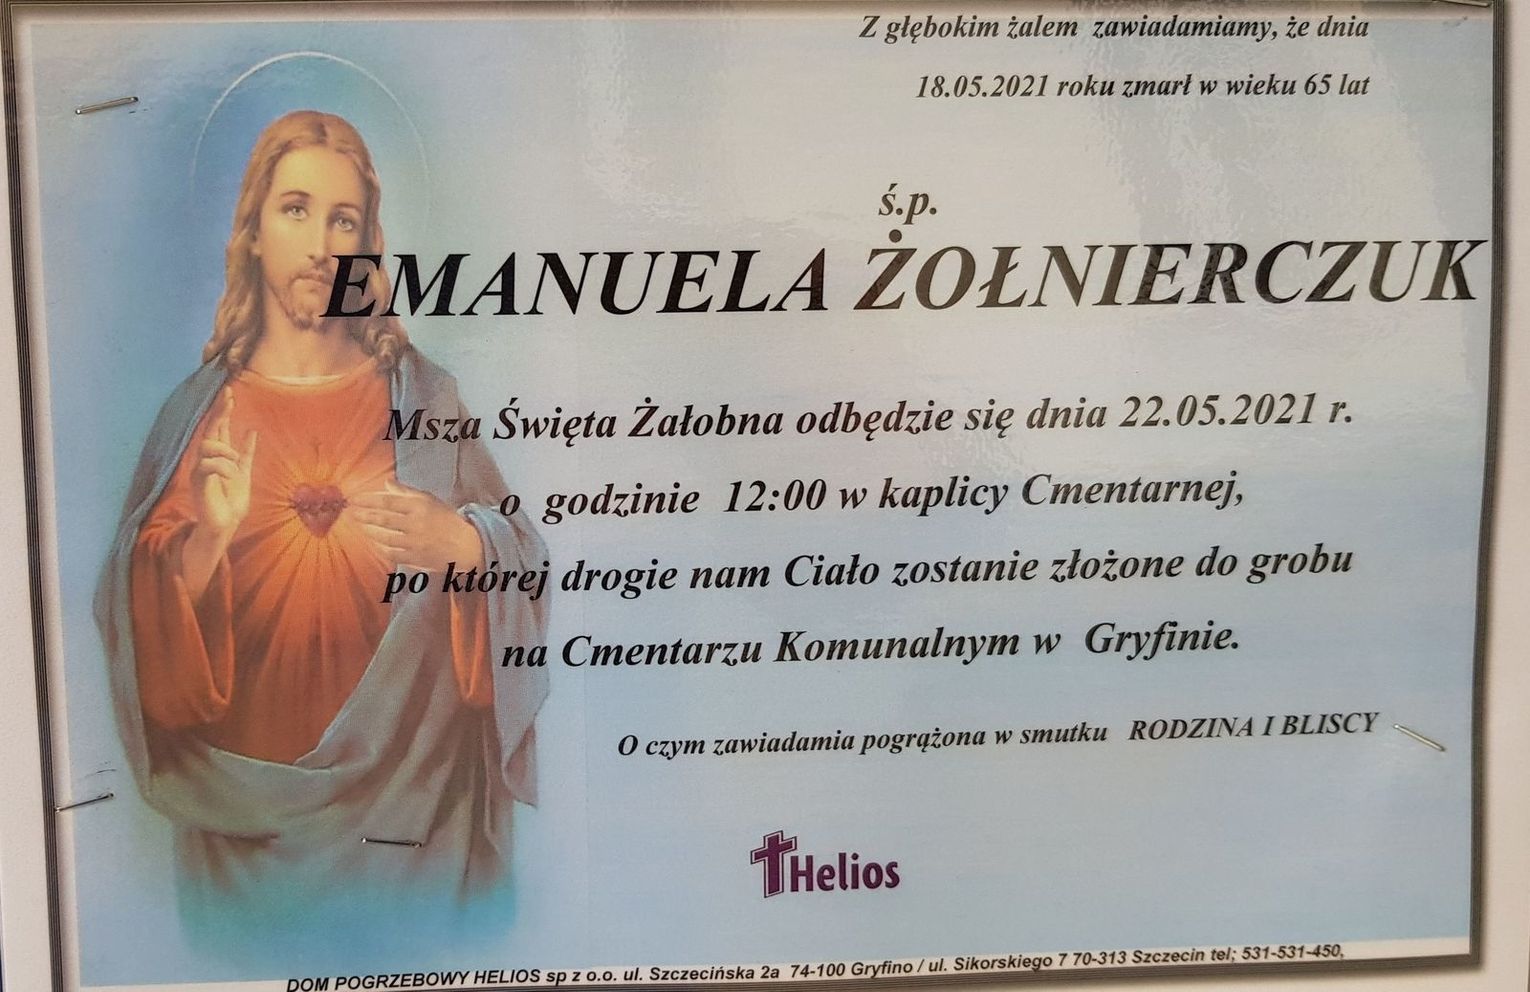 Z głębokim żalem zawiadamiamy, że dnia
18.05.2021 roku zmarł w wieku 65 lat
ś.p.
EMANUELA ŻOŁNIERCZUK
Msza Święta Żałobna odbędzie się dnia 22.05.2021 r.
o godzinie 12:00 w kaplicy Cmentarnej,
po której drogie nam Ciało zostanie złożone do grobu
na Cmentarzu Komunalnym w Gryfinie.
O czym zawiadamia pogrążona w smutku RODZINA I BLISCY
Helios
DOM POGRZEBOWY HELIOS sp z o.o. ul. Szczecińska 2a 74-100 Gryfino / ul. Sikorskiego 7 70-313 Szczecin tel; 531-531-450,